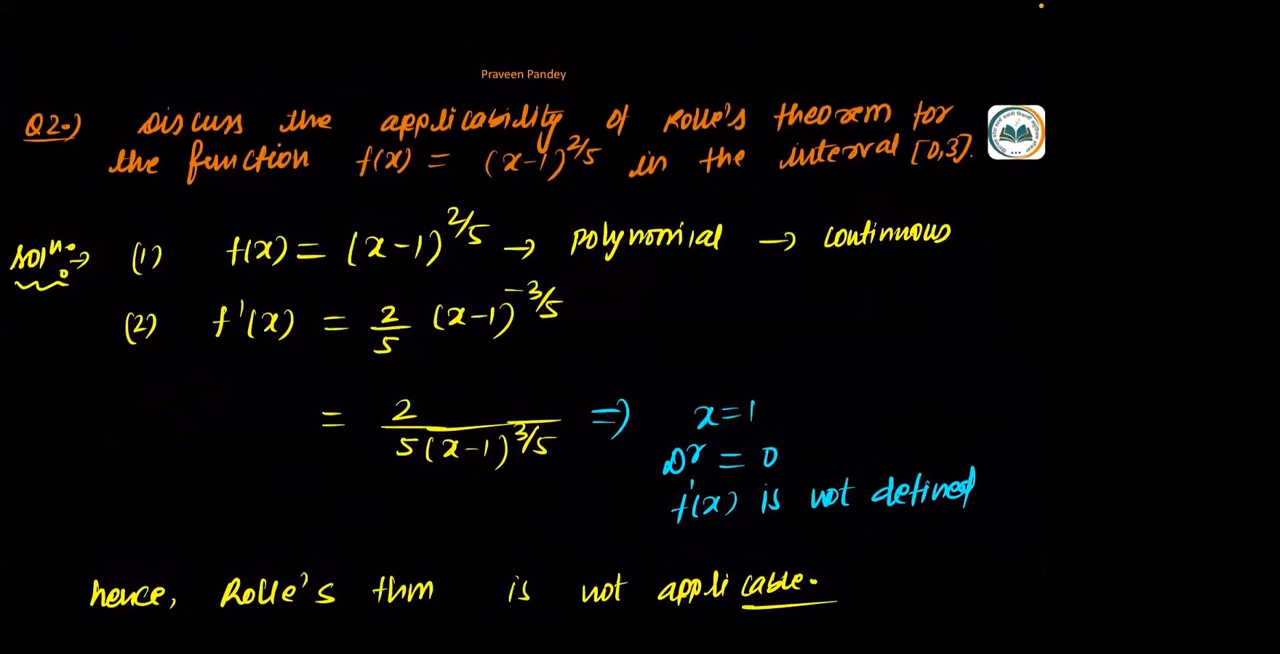 Praveen Pandey
Q2.) Discuss the applicability of Rolle's theorem for
the function f(x) = (x-1)^2/5 in the interval [0,3].
Solⁿ.→ (1) f(x) = (x-1)^2/5 → polynomial → continuous
(2) f'(x) = 2/5 (x-1)^-3/5
= 2/5(x-1)^3/5 ⇒ x=1
Dr = 0
f'(x) is not defined
hence, Rolle's thm is not applicable.